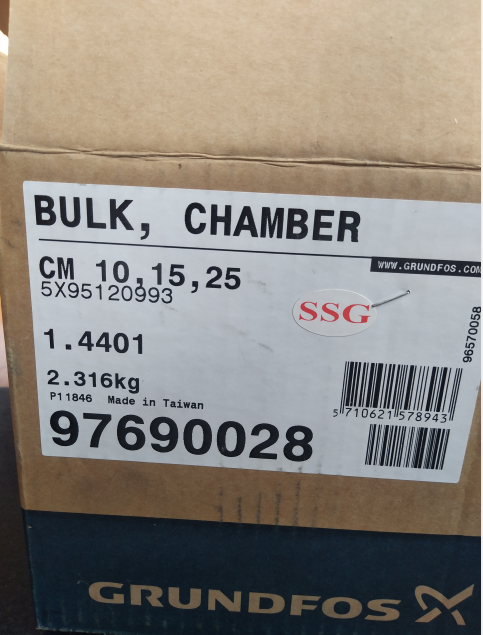 BULK, CHAMBER
WWW.GRUNDFOS.COM
CM 10,15,25
5X95120993
SSG
1.4401
96570058
2.316kg
P11846 Made in Taiwan
5 710621 578943
97690028
GRUNDFOS